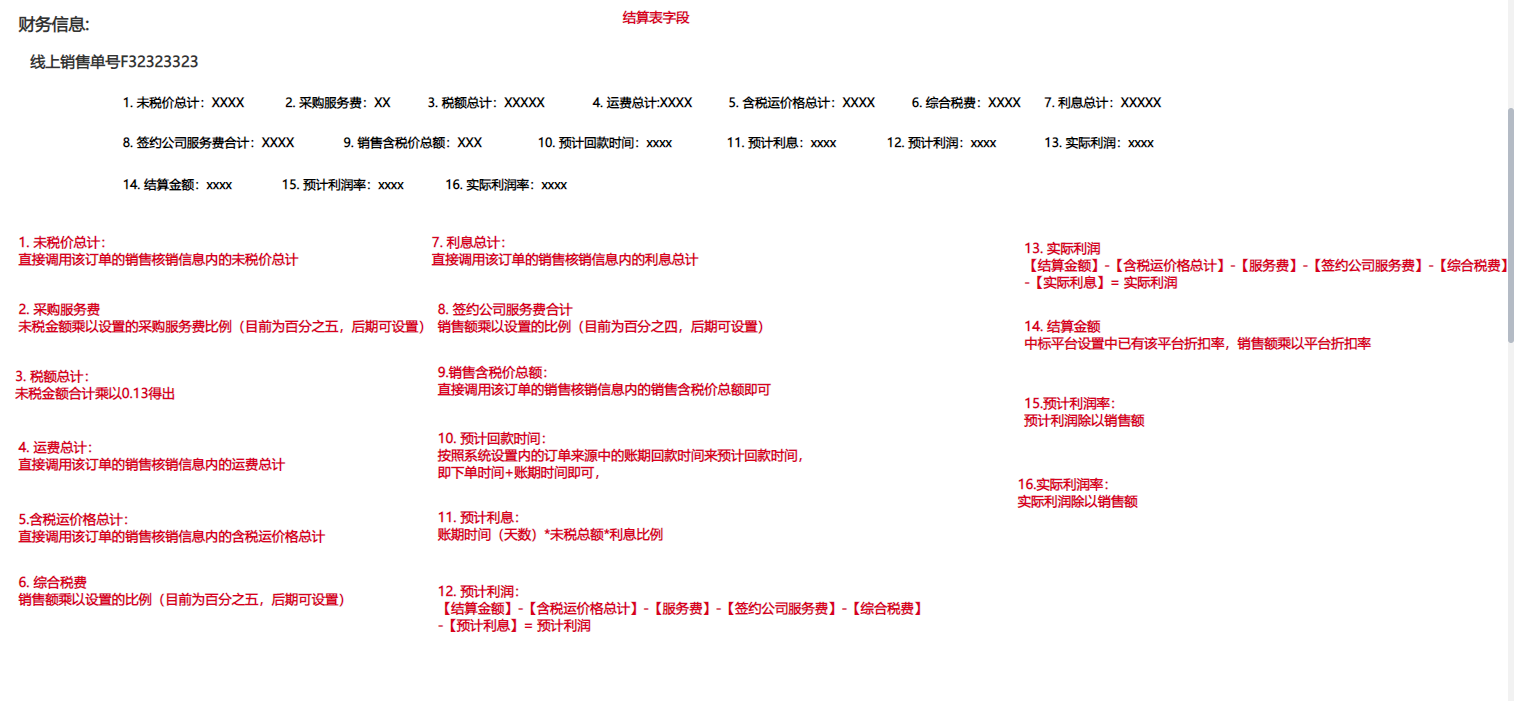 财务信息:
结算表字段
线上销售单号F32323323
1. 未税价总计：XXXX 2. 采购服务费：XX 3. 税额总计：XXXXX 4. 运费总计:XXXX 5. 含税运价格总计：XXXX 6. 综合税费：XXXX 7. 利息总计：XXXXX
8. 签约公司服务费合计：XXXX 9. 销售含税价总额：XXX 10. 预计回款时间：xxxx 11. 预计利息：xxxx 12. 预计利润：xxxx 13. 实际利润：xxxx
14. 结算金额：xxxx 15. 预计利润率：xxxx 16. 实际利润率：xxxx
1. 未税价总计：
直接调用该订单的销售核销信息内的未税价总计
2. 采购服务费
未税金额乘以设置的采购服务费比例（目前为百分之五，后期可设置）
3. 税额总计：
未税金额合计乘以0.13得出
4. 运费总计：
直接调用该订单的销售核销信息内的运费总计
5.含税运价格总计：
直接调用该订单的销售核销信息内的含税运价格总计
6. 综合税费
销售额乘以设置的比例（目前为百分之五，后期可设置）
7. 利息总计：
直接调用该订单的销售核销信息内的利息总计
8. 签约公司服务费合计
销售额乘以设置的比例（目前为百分之四，后期可设置）
9.销售含税价总额：
直接调用该订单的销售核销信息内的销售含税价总额即可
10. 预计回款时间：
按照系统设置内的订单来源中的账期回款时间来预计回款时间，
即下单时间+账期时间即可，
11. 预计利息：
账期时间（天数）*未税总额*利息比例
12. 预计利润：
【结算金额】-【含税运价格总计】-【服务费】-【签约公司服务费】-【综合税费】
-【预计利息】= 预计利润
13. 实际利润
【结算金额】-【含税运价格总计】-【服务费】-【签约公司服务费】-【综合税费】
-【实际利息】= 实际利润
14. 结算金额
中标平台设置中已有该平台折扣率，销售额乘以平台折扣率
15.预计利润率：
预计利润除以销售额
16.实际利润率：
实际利润除以销售额